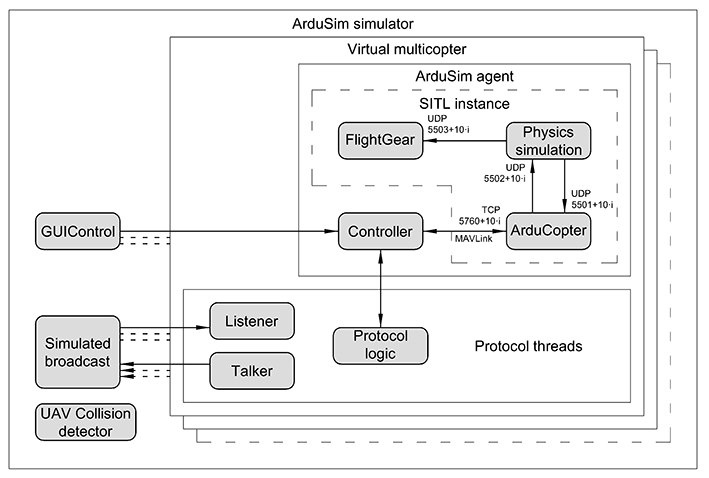 ArduSim simulator
Virtual multicopter
ArduSim agent
SITL instance
FlightGear
UDP
5503+10·i
Physics
simulation
UDP
5502+10·i
UDP
5501+10·i
GUIControl
Controller
TCP
5760+10·i
MAVLink
ArduCopter
Simulated
broadcast
Listener
Talker
Protocol
logic
Protocol threads
UAV Collision
detector